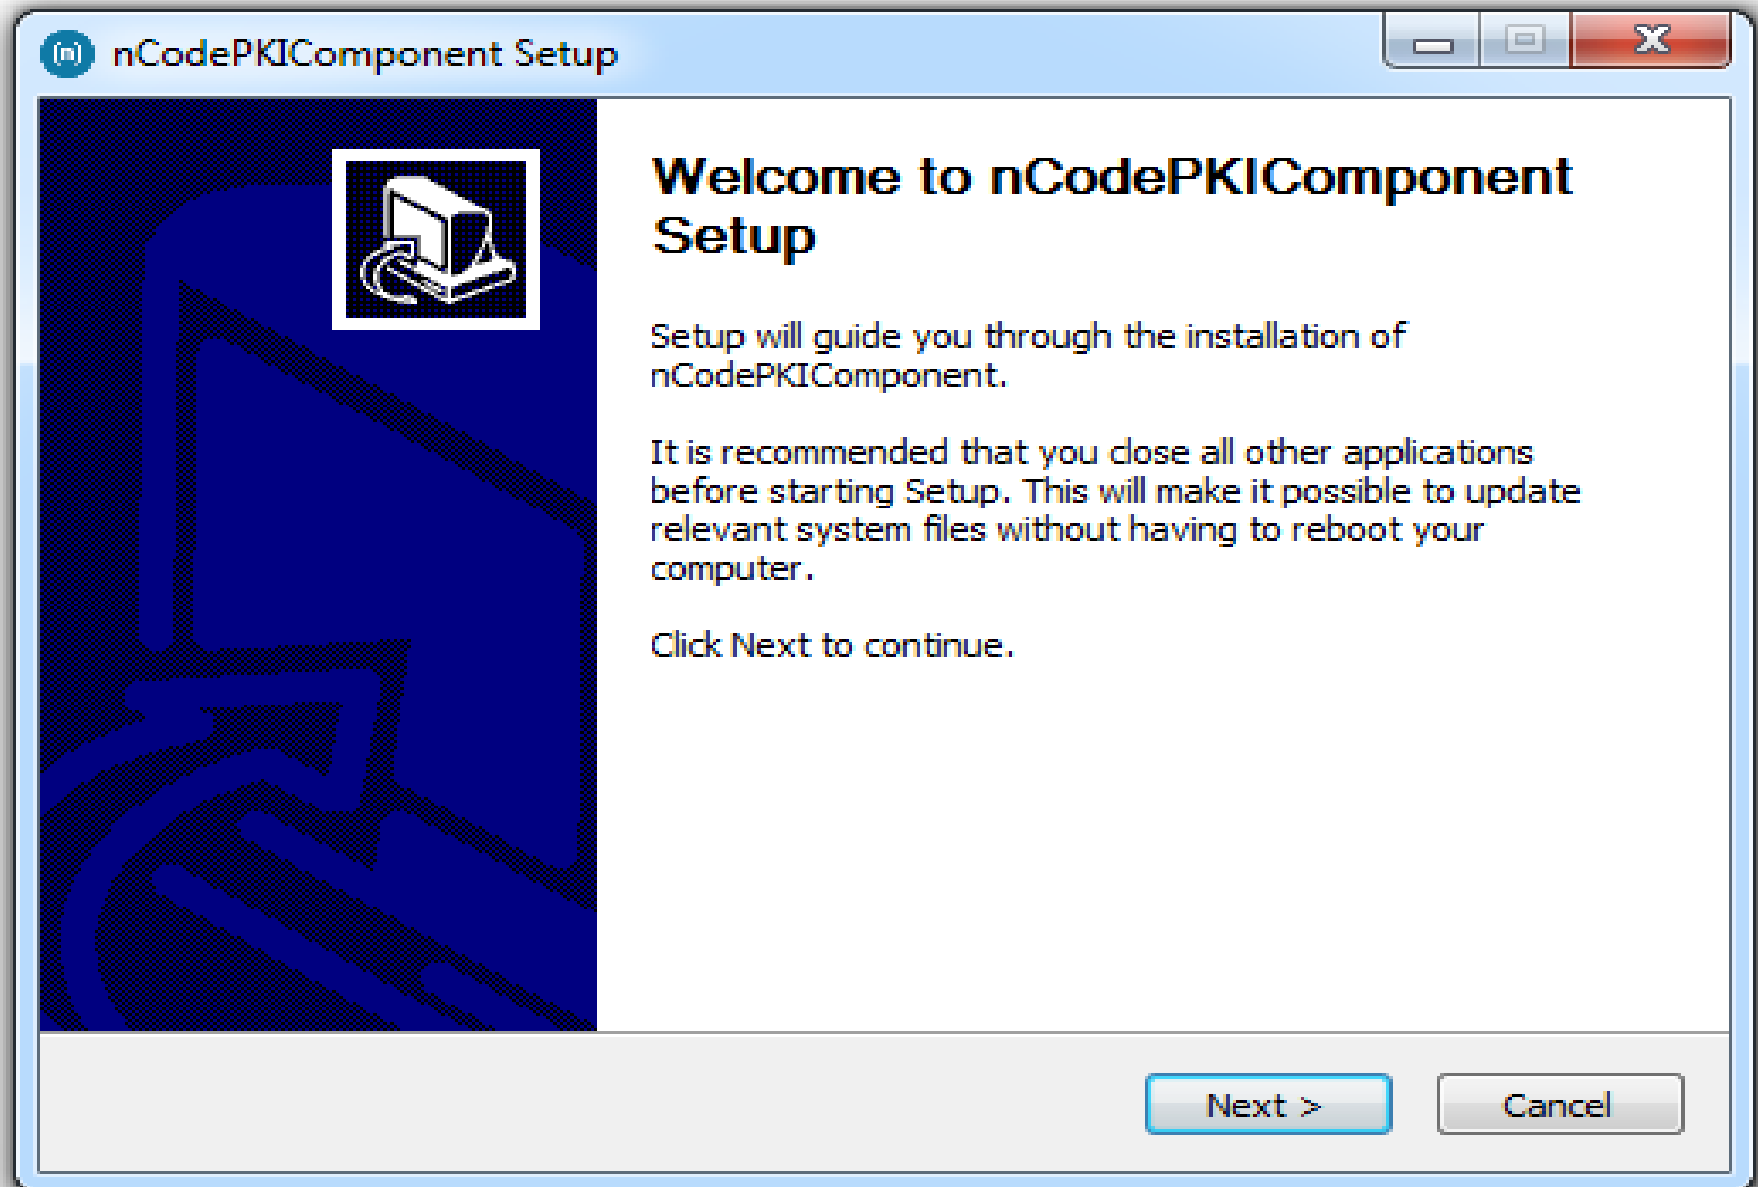 (n) nCodePKIComponent Setup
Welcome to nCodePKIComponent
Setup
Setup will guide you through the installation of
nCodePKIComponent.
It is recommended that you close all other applications
before starting Setup. This will make it possible to update
relevant system files without having to reboot your
computer.
Click Next to continue.
Next >
Cancel